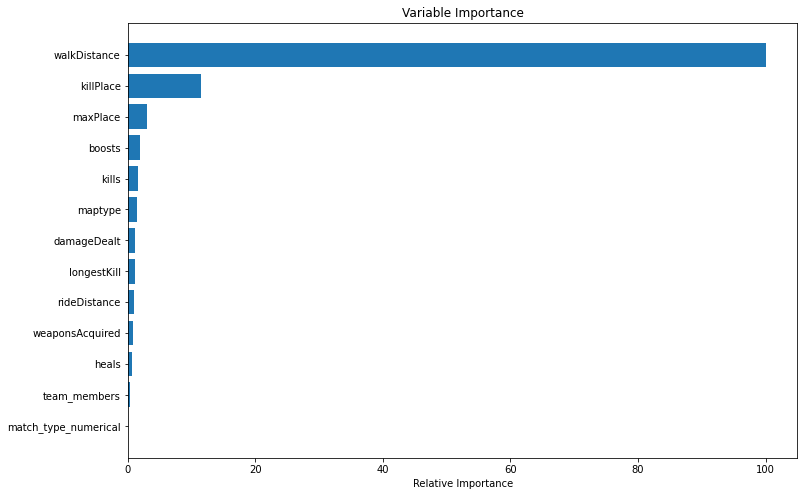 Variable Importance
walkDistance
killPlace
maxPlace
boosts
kills
maptype
damageDealt
longestKill
rideDistance
weaponsAcquired
heals
team_members
match_type_numerical
0 20 40 60 80 100
Relative Importance